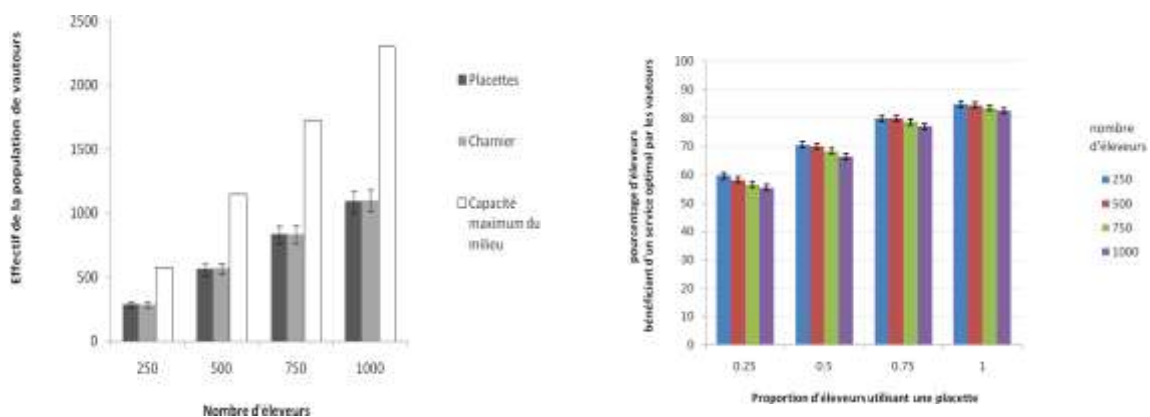 Effectif de la population de vautours
2500
2000
1500
1000
500
0
250
500
750
1000
Nombre d'éleveurs
Placettes
Charnier
Capacité
maximum du
milieu
pourcentage d'éleveurs
bénéficiant d'un service optimal par les vautours
100
90
80
70
60
50
40
30
20
10
0
0.25
0.5
0.75
1
Proportion d'éleveurs utilisant une placette
nombre
d'éleveurs
250
500
750
1000